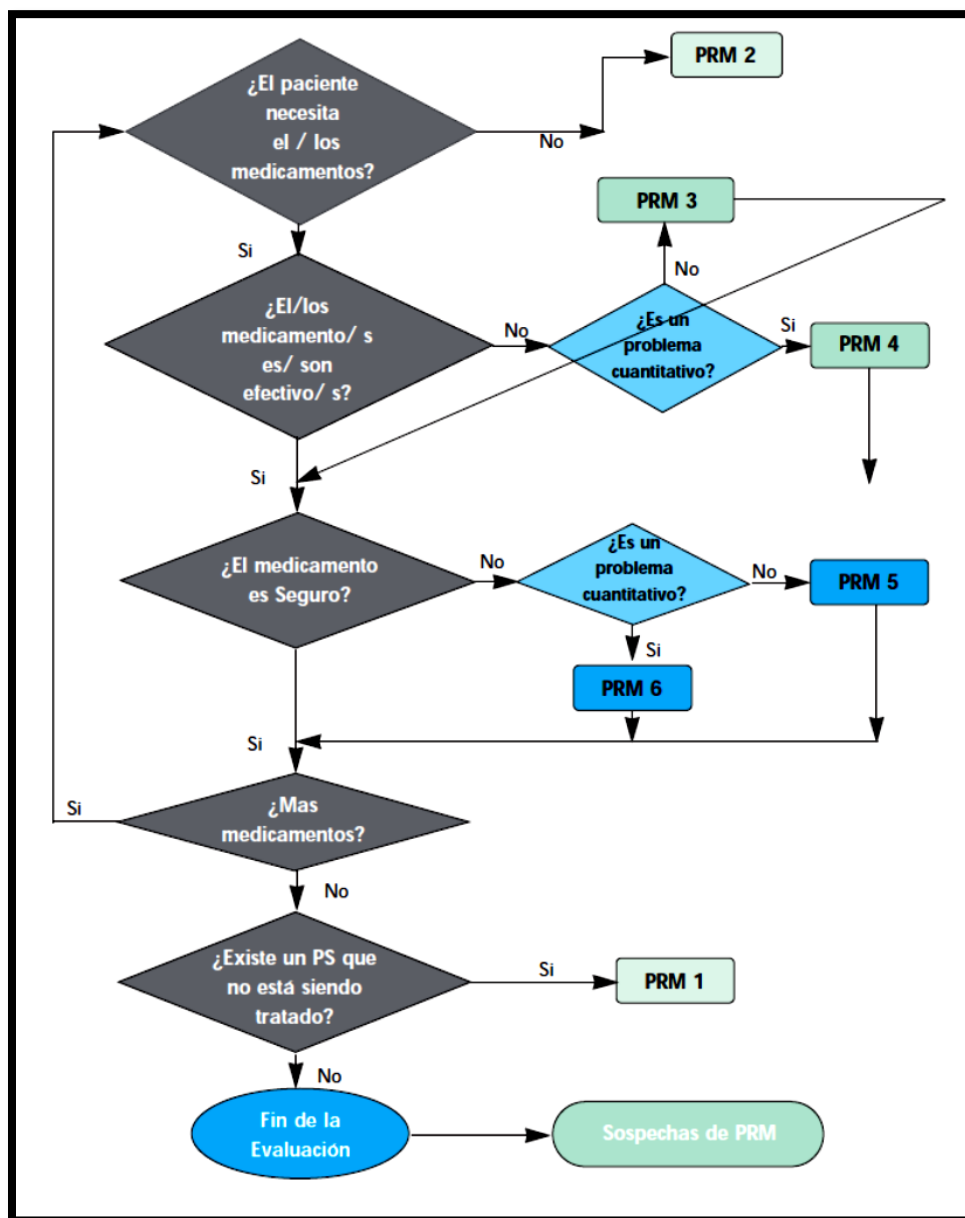 ¿El paciente
necesita
el / los
medicamentos?
No
PRM 2
Si
PRM 3
No
¿El/los
medicamento/ s
es/ son
efectivo/ s?
No
¿Es un
problema
cuantitativo?
Si
PRM 4
Si
¿El medicamento
es Seguro?
No
¿Es un
problema
cuantitativo?
No
PRM 5
Si
PRM 6
Si
¿Mas
medicamentos?
Si
No
¿Existe un PS que
no está siendo
tratado?
Si
PRM 1
No
Fin de la
Evaluación
Sospechas de PRM